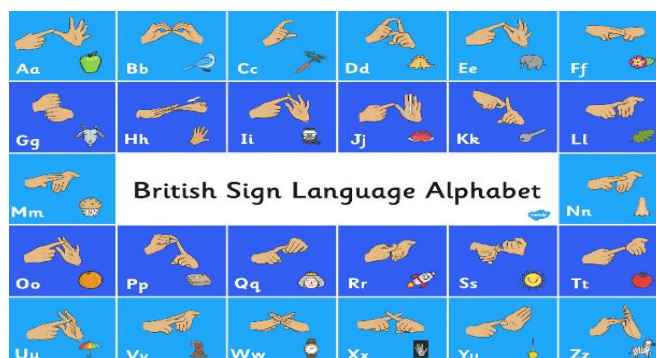 Aa Bb Cc Dd Ee Ff
Gg Hh Ii Jj Kk Ll
Mm British Sign Language Alphabet Nn
Oo Pp Qq Rr Ss Tt
Uu Vv Ww Xx Yy Zz